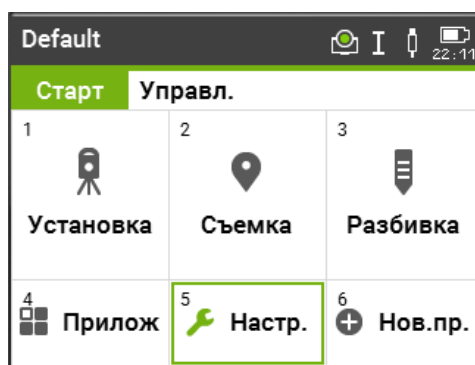 Default 22:11
Старт Управл.
1 2 3
Установка Съемка Разбивка
4 5 6
Прилож Настр. Нов.пр.